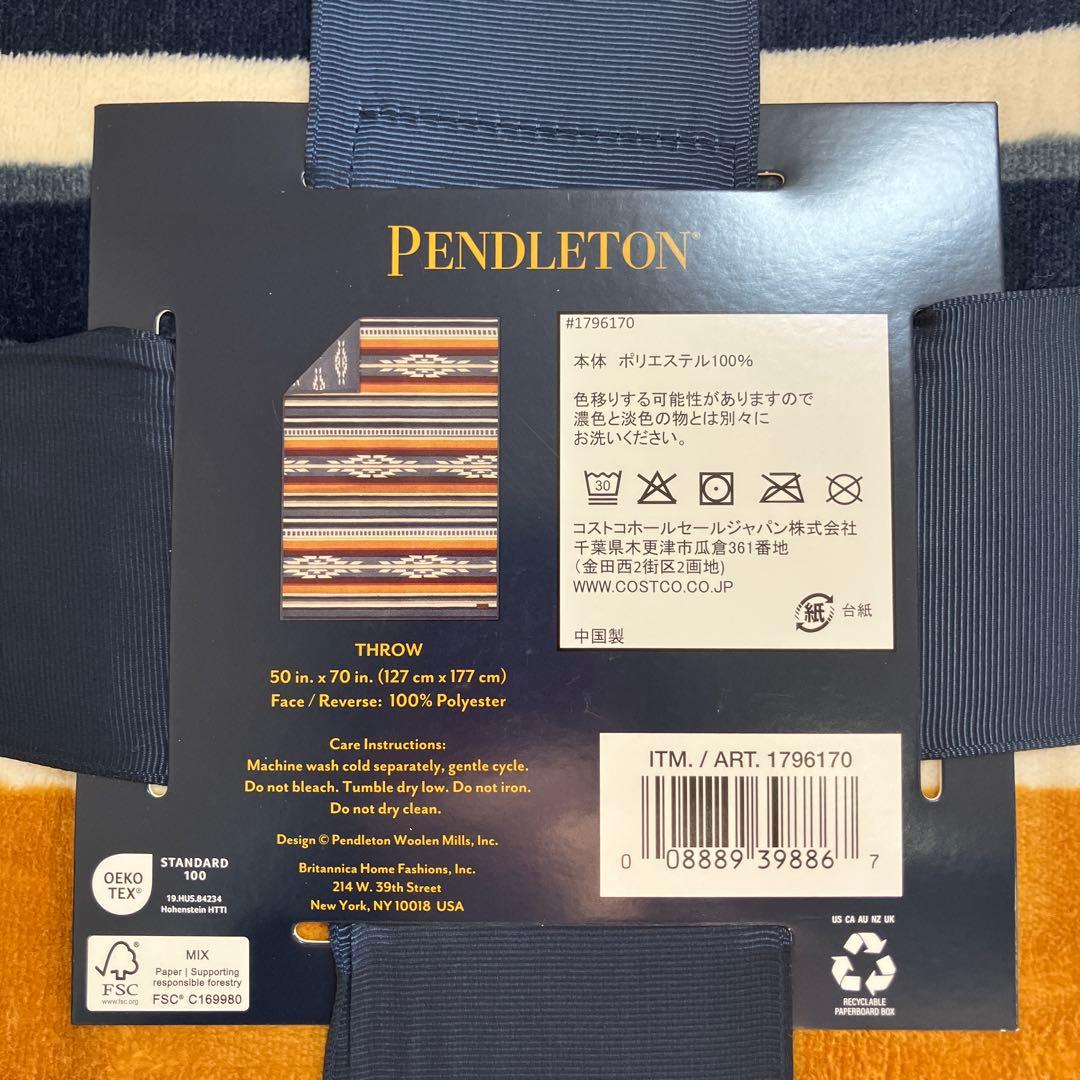 PENDLETON®
#1796170
本体 ポリエステル100%
色移りする可能性がありますので
濃色と淡色の物とは別々に
お洗いください。
30
コストコホールセールジャパン株式会社
千葉県木更津市瓜倉361番地
(金田西2街区2画地)
WWW.COSTCO.CO.JP
紙 台紙
中国製
THROW
50 in. x 70 in. (127 cm x 177 cm)
Face / Reverse: 100% Polyester
Care Instructions:
Machine wash cold separately, gentle cycle.
Do not bleach. Tumble dry low. Do not iron.
Do not dry clean.
Design © Pendleton Woolen Mills, Inc.
Britannica Home Fashions, Inc.
214 W. 39th Street
New York, NY 10018 USA
ITM. / ART. 1796170
0 08889 39886 7
OEKO
TEX®
STANDARD
100
19.HUS.84234
Hohenstein HTTI
FSC
www.fsc.org
MIX
Paper | Supporting
responsible forestry
FSC® C169980
US CA AU NZ UK
RECYCLABLE
PAPERBOARD BOX